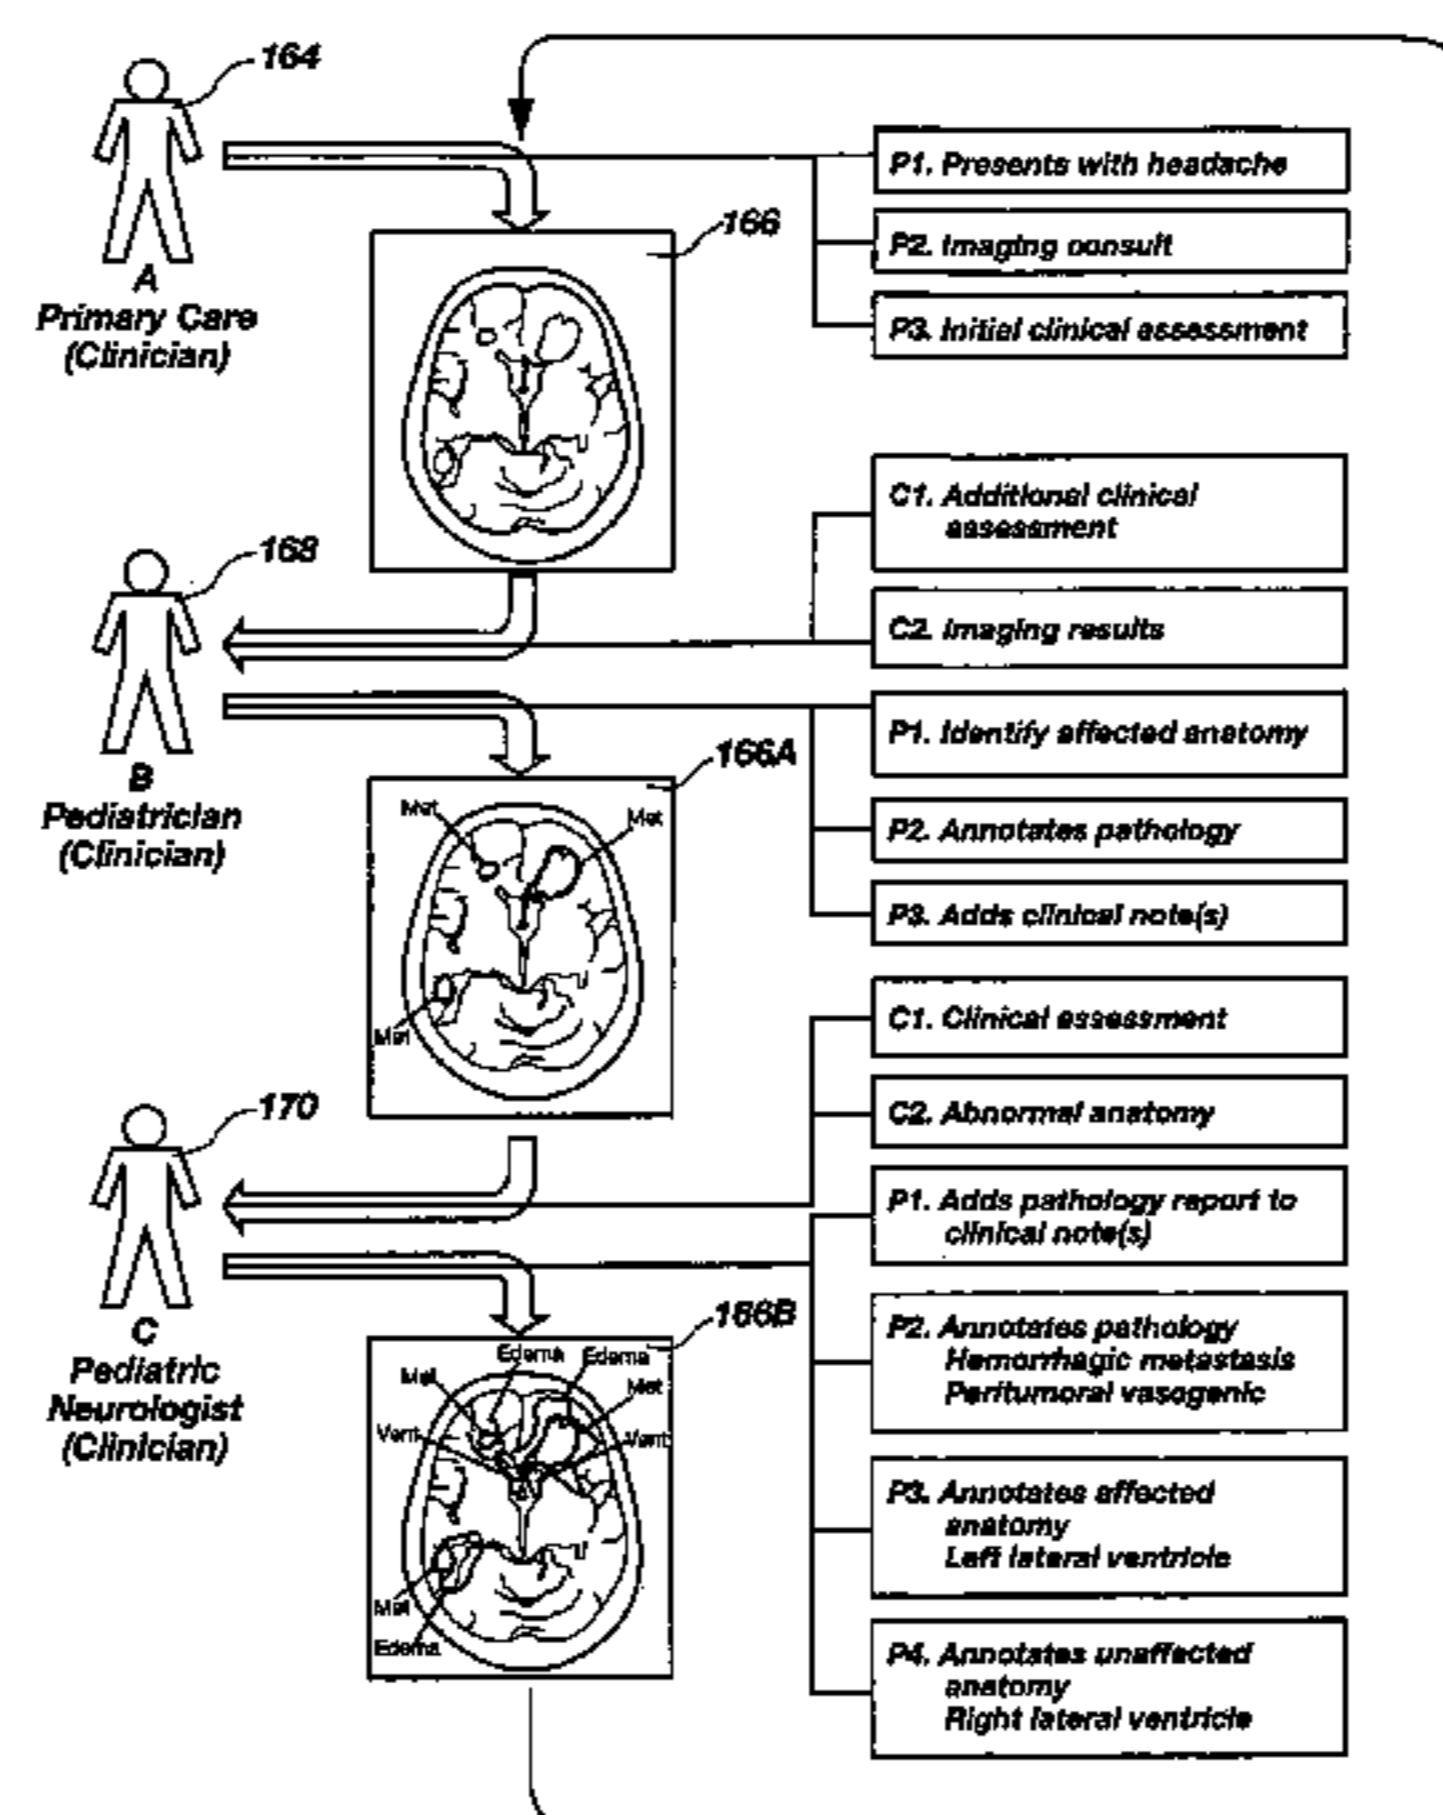 164
P1. Presents with headache
166
P2. Imaging consult
A
Primary Care
(Clinician)
P3. Initial clinical assessment
C1. Additional clinical
assessment
168
C2. Imaging results
P1. Identify affected anatomy
166A
B
Pediatrician
(Clinician)
Met
Met
P2. Annotates pathology
P3. Adds clinical note(s)
Met
C1. Clinical assessment
170
C2. Abnormal anatomy
P1. Adds pathology report to
clinical note(s)
C
Pediatric
Neurologist
(Clinician)
166B
Edema
Edema
Met
Met
Vent
Vent
P2. Annotates pathology
Hemorrhagic metastasis
Peritumoral vasogenic
P3. Annotates affected
anatomy
Left lateral ventricle
Met
Edema
P4. Annotates unaffected
anatomy
Right lateral ventricle